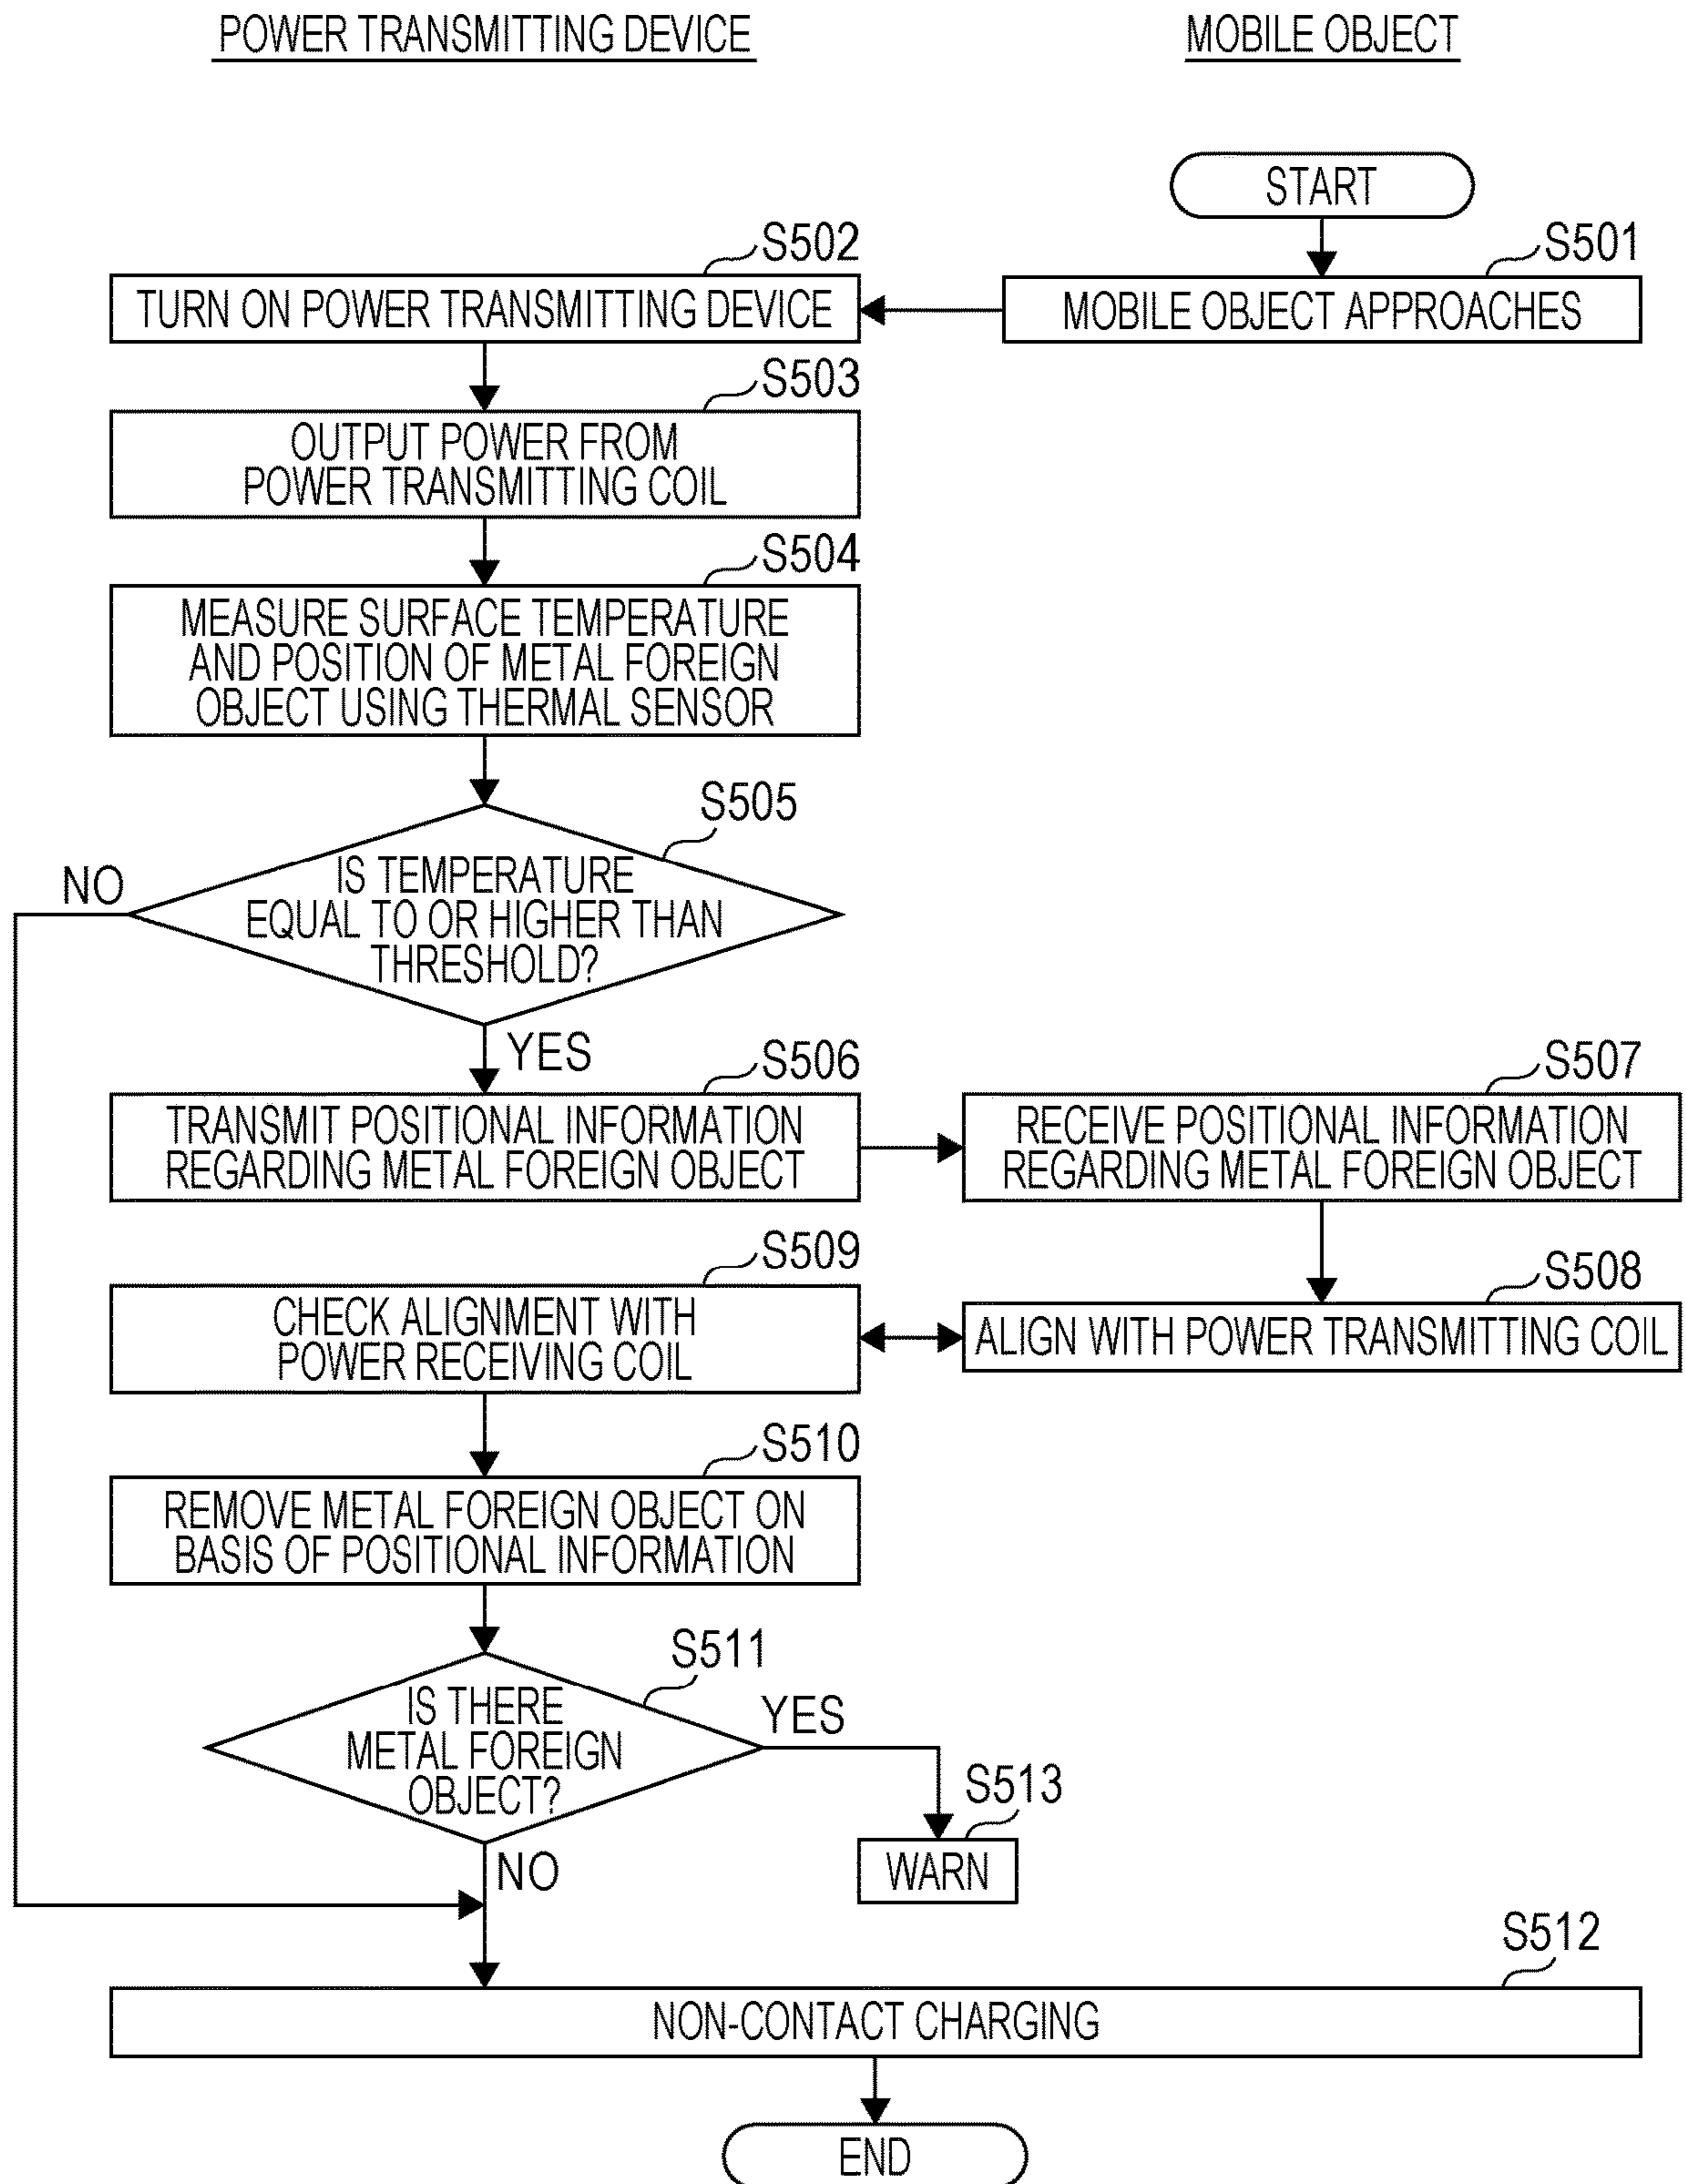 POWER TRANSMITTING DEVICE
MOBILE OBJECT
START
S502
S501
TURN ON POWER TRANSMITTING DEVICE
MOBILE OBJECT APPROACHES
S503
OUTPUT POWER FROM
POWER TRANSMITTING COIL
S504
MEASURE SURFACE TEMPERATURE
AND POSITION OF METAL FOREIGN
OBJECT USING THERMAL SENSOR
S505
NO
IS TEMPERATURE
EQUAL TO OR HIGHER THAN
THRESHOLD?
YES
S506
S507
TRANSMIT POSITIONAL INFORMATION
REGARDING METAL FOREIGN OBJECT
RECEIVE POSITIONAL INFORMATION
REGARDING METAL FOREIGN OBJECT
S509
S508
CHECK ALIGNMENT WITH
POWER RECEIVING COIL
ALIGN WITH POWER TRANSMITTING COIL
S510
REMOVE METAL FOREIGN OBJECT ON
BASIS OF POSITIONAL INFORMATION
S511
IS THERE
METAL FOREIGN
OBJECT?
YES
S513
WARN
NO
S512
NON-CONTACT CHARGING
END